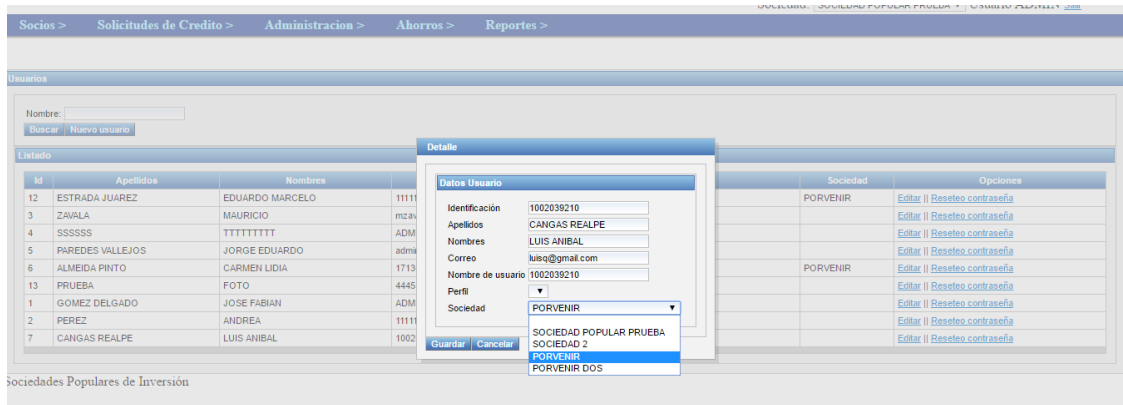 Sociedad: SOCIEDAD POPULAR PRUEBA Usuario ADMIN Salir
Socios > Solicitudes de Credito > Administracion > Ahorros > Reportes >
Usuarios
Nombre:
Buscar Nuevo usuario
Listado
Id Apellidos Nombres Sociedad Opciones
12 ESTRADA JUAREZ EDUARDO MARCELO 11111 PORVENIR Editar || Reseteo contraseña
3 ZAVALA MAURICIO mzav Editar || Reseteo contraseña
4 SSSSSS TTTTTTTTT ADM Editar || Reseteo contraseña
5 PAREDES VALLEJOS JORGE EDUARDO admi Editar || Reseteo contraseña
6 ALMEIDA PINTO CARMEN LIDIA 1713 PORVENIR Editar || Reseteo contraseña
13 PRUEBA FOTO 4445 Editar || Reseteo contraseña
1 GOMEZ DELGADO JOSE FABIAN ADM Editar || Reseteo contraseña
2 PEREZ ANDREA 11111 Editar || Reseteo contraseña
7 CANGAS REALPE LUIS ANIBAL 1002 Editar || Reseteo contraseña
Detalle
Datos Usuario
Identificación 1002039210
Apelidos CANGAS REALPE
Nombres LUIS ANIBAL
Correo luisq@gmail.com
Nombre de usuario 1002039210
Perfil
Sociedad PORVENIR
SOCIEDAD POPULAR PRUEBA
SOCIEDAD 2
PORVENIR
PORVENIR DOS
Guardar Cancelar
Sociedades Populares de Inversión